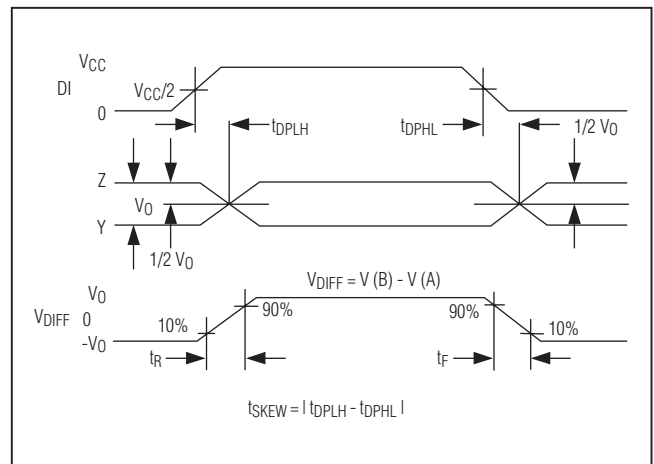 VCC
DI
VCC/2
0
tDPLH
tDPHL
1/2 VO
Z
VO
Y
1/2 VO
VDIFF = V (B) - V (A)
VO
VDIFF 0
-VO
10%
90%
90%
10%
tR
tF
tSKEW = | tDPLH - tDPHL |